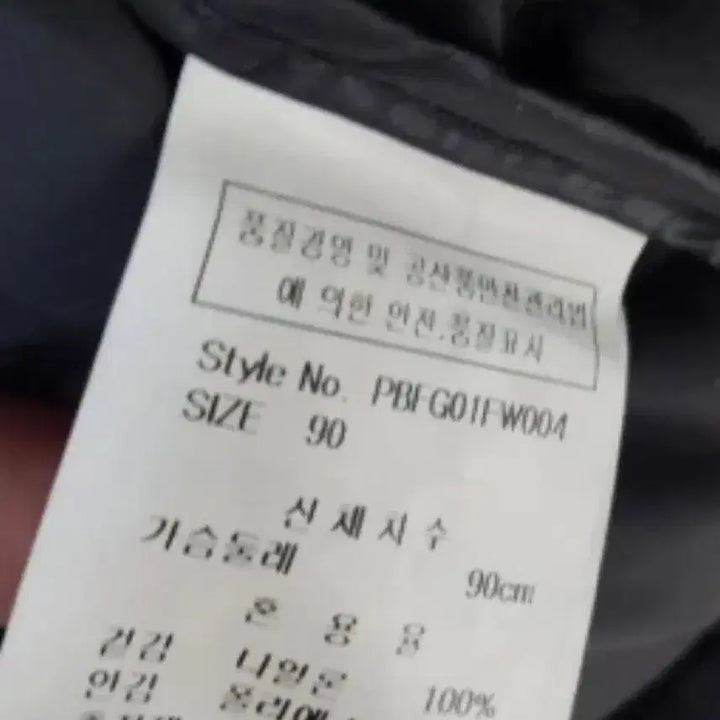 품질경영 및 공산품안전관리법
에 의한 안전.품질표시
Style No. PBFG01FW004
SIZE 90
신체치수
가슴둘레 90cm
혼용율
겉감 나일론 100%
안감